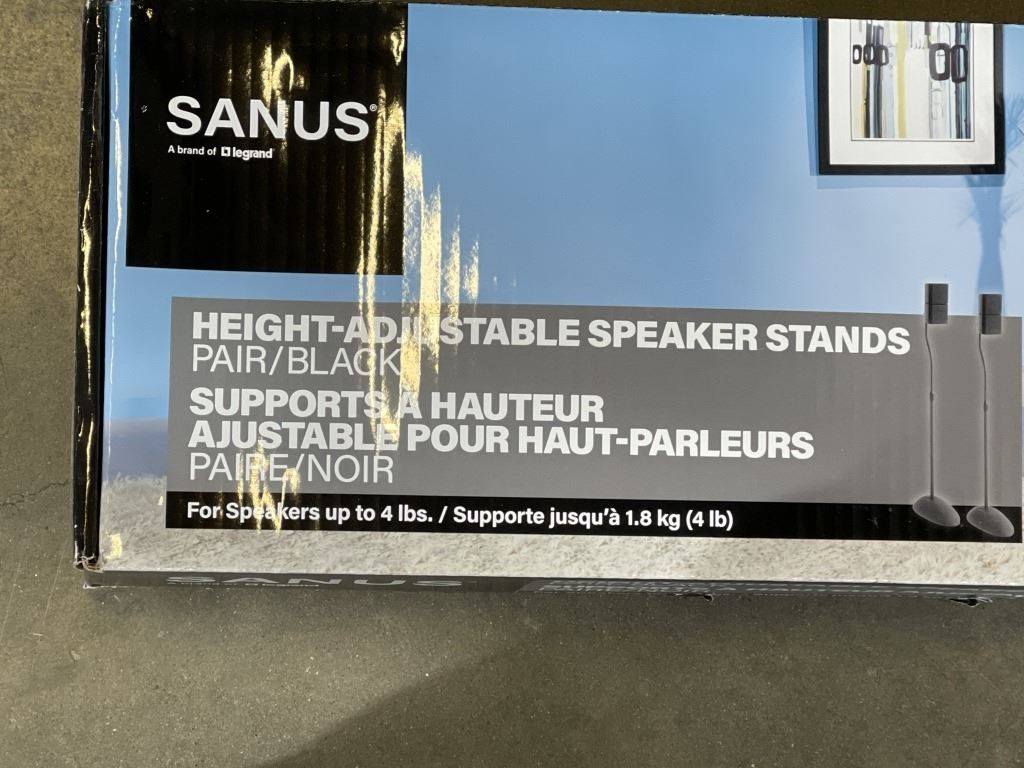 SANUS®
A brand of legrand
HEIGHT-ADJUSTABLE SPEAKER STANDS
PAIR/BLACK
SUPPORTS À HAUTEUR
AJUSTABLE POUR HAUT-PARLEURS
PAIRE/NOIR
For Speakers up to 4 lbs. / Supporte jusqu'à 1.8 kg (4 lb)
SANUS